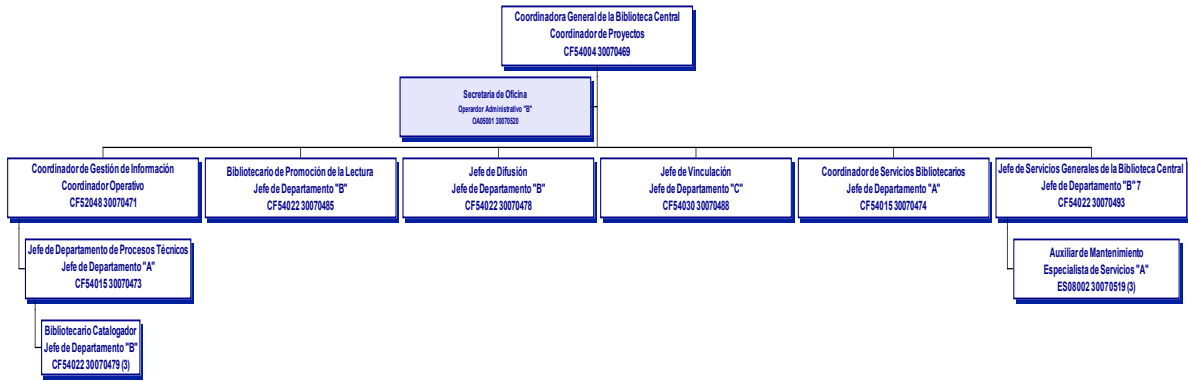 Coordinadora General de la Biblioteca Central
Coordinador de Proyectos
CF54004 30070469
Secretaria de Oficina
Operardor Administrativo "B"
OA05001 30070520
Coordinador de Gestión de Información
Coordinador Operativo
CF52048 30070471
Bibliotecario de Promoción de la Lectura
Jefe de Departamento "B"
CF54022 30070485
Jefe de Difusión
Jefe de Departamento "B"
CF54022 30070478
Jefe de Vinculación
Jefe de Departamento "C"
CF54030 30070488
Coordinador de Servicios Bibliotecarios
Jefe de Departamento "A"
CF54015 30070474
Jefe de Servicios Generales de la Biblioteca Central
Jefe de Departamento "B" 7
CF54022 30070493
Jefe de Departamento de Procesos Técnicos
Jefe de Departamento "A"
CF54015 30070473
Auxiliar de Mantenimiento
Especialista de Servicios "A"
ES08002 30070519 (3)
Bibliotecario Catalogador
Jefe de Departamento "B"
CF54022 30070479 (3)